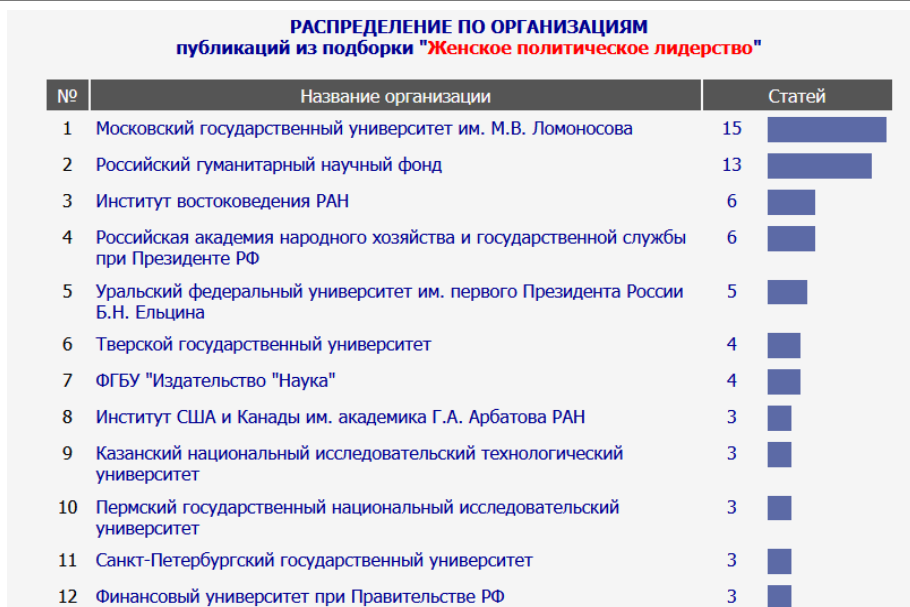 РАСПРЕДЕЛЕНИЕ ПО ОРГАНИЗАЦИЯМ
публикаций из подборки "Женское политическое лидерство"
№ Название организации Статей
1 Московский государственный университет им. М.В. Ломоносова 15
2 Российский гуманитарный научный фонд 13
3 Институт востоковедения РАН 6
4 Российская академия народного хозяйства и государственной службы 6
при Президенте РФ
5 Уральский федеральный университет им. первого Президента России 5
Б.Н. Ельцина
6 Тверской государственный университет 4
7 ФГБУ "Издательство "Наука" 4
8 Институт США и Канады им. академика Г.А. Арбатова РАН 3
9 Казанский национальный исследовательский технологический 3
университет
10 Пермский государственный национальный исследовательский 3
университет
11 Санкт-Петербургский государственный университет 3
12 Финансовый университет при Правительстве РФ 3